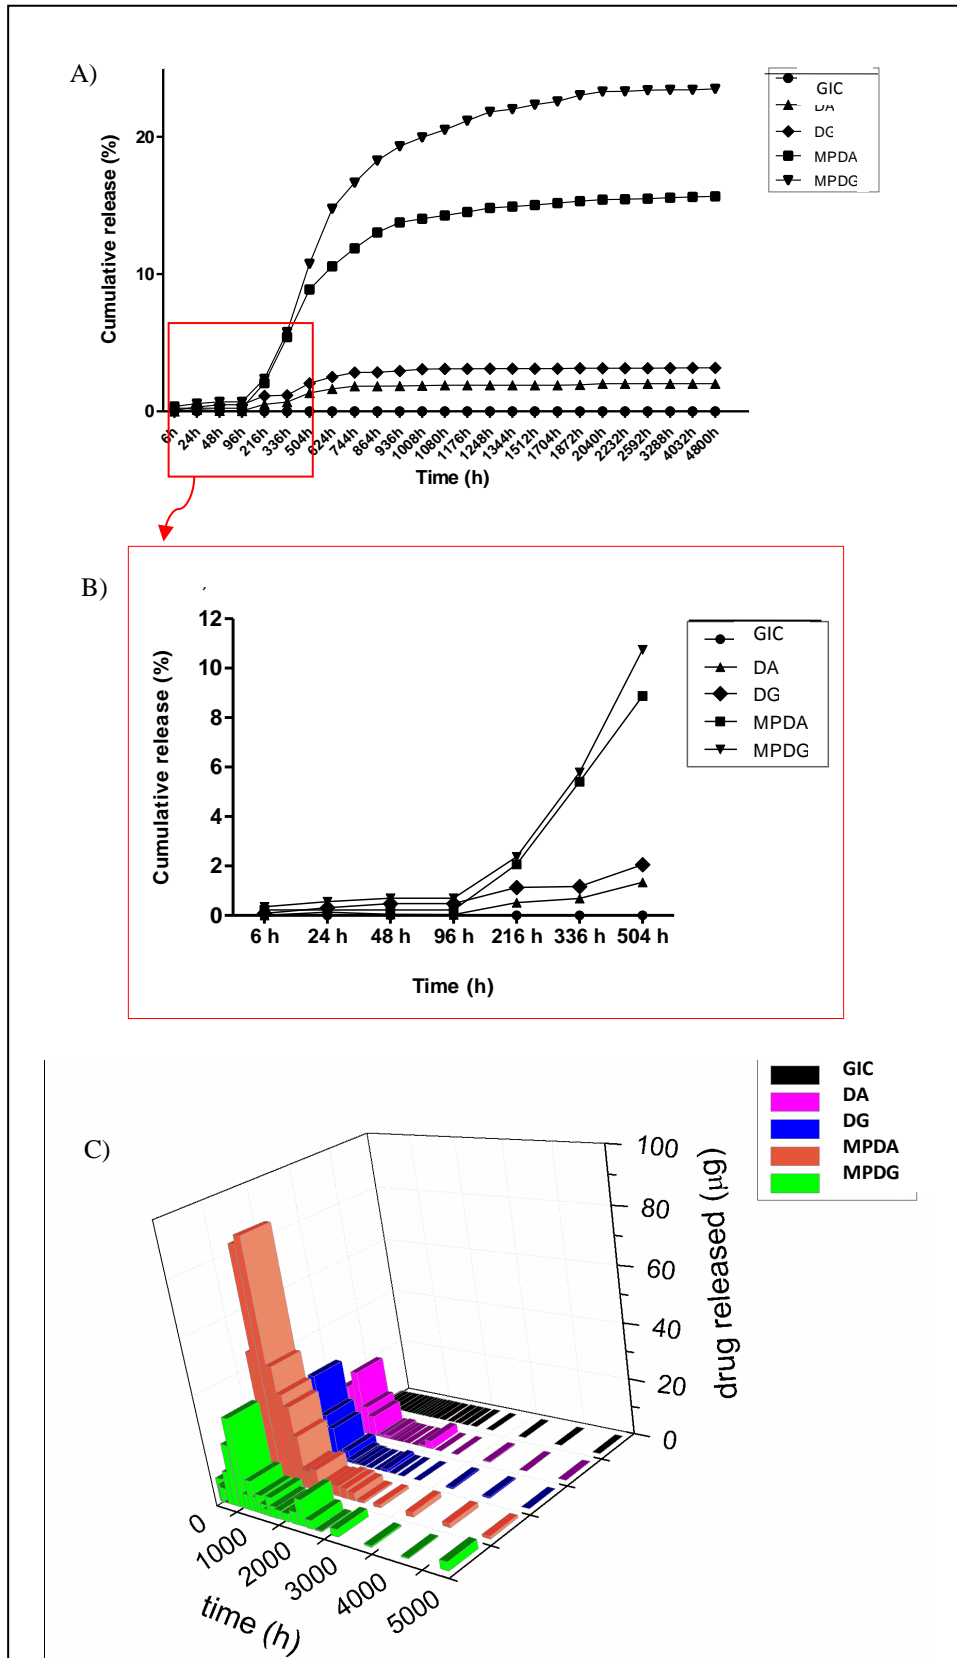 A)
Cumulative release (%)
20
10
0
6h
24h
48h
96h
216h
336h
504h
624h
744h
864h
936h
1008h
1080h
1176h
1248h
1344h
1512h
1704h
1872h
2040h
2232h
2592h
3288h
4032h
4800h
Time (h)
GIC
DA
DG
MPDA
MPDG
B)
Cumulative release (%)
12
10
8
6
4
2
0
6 h
24 h
48 h
96 h
216 h
336 h
504 h
Time (h)
GIC
DA
DG
MPDA
MPDG
C)
GIC
DA
DG
MPDA
MPDG
100
80
60
40
20
0
drug released (µg)
0
1000
2000
3000
4000
5000
time (h)